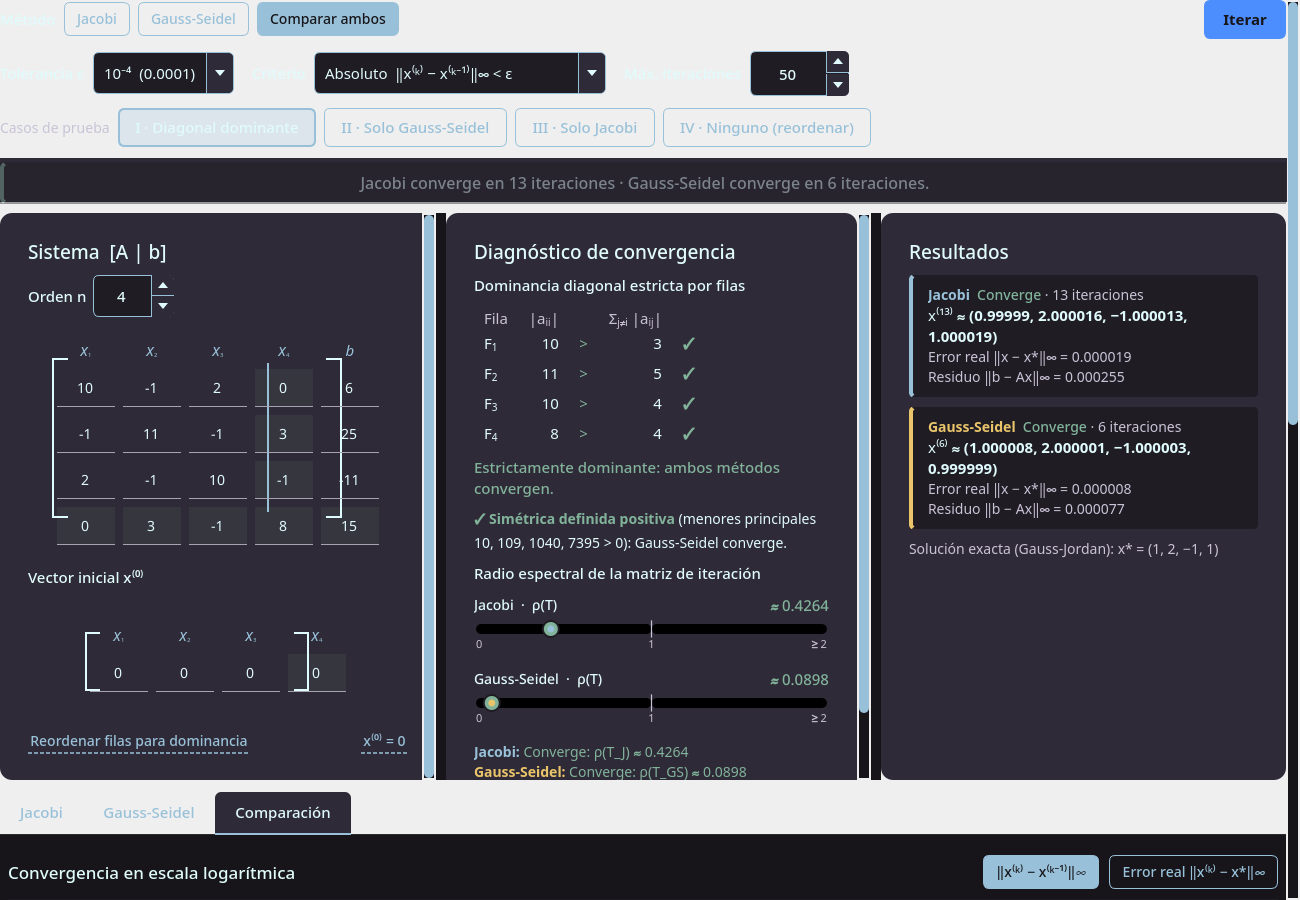 Método Jacobi Gauss-Seidel Comparar ambos Iterar
Tolerancia ε 10⁻⁴ (0.0001) Criterio Absoluto ‖x⁽ᵏ⁾ − x⁽ᵏ⁻¹⁾‖∞ < ε Máx. iteraciones 50
Casos de prueba I · Diagonal dominante II · Solo Gauss-Seidel III · Solo Jacobi IV · Ninguno (reordenar)
Jacobi converge en 13 iteraciones · Gauss-Seidel converge en 6 iteraciones.
Sistema [A | b]
Orden n 4
x₁ x₂ x₃ x₄ b
10 -1 2 0 6
-1 11 -1 3 25
2 -1 10 -1 -11
0 3 -1 8 15
Vector inicial x⁽⁰⁾
x₁ x₂ x₃ x₄
0 0 0 0
Reordenar filas para dominancia x⁽⁰⁾ = 0
Diagnóstico de convergencia
Dominancia diagonal estricta por filas
Fila |aᵢᵢ| Σⱼ≠ᵢ |aᵢⱼ|
F₁ 10 > 3 ✓
F₂ 11 > 5 ✓
F₃ 10 > 4 ✓
F₄ 8 > 4 ✓
Estrictamente dominante: ambos métodos
convergen.
✓ Simétrica definida positiva (menores principales
10, 109, 1040, 7395 > 0): Gauss-Seidel converge.
Radio espectral de la matriz de iteración
Jacobi · ρ(T) ≈ 0.4264
0 1 ≥ 2
Gauss-Seidel · ρ(T) ≈ 0.0898
0 1 ≥ 2
Jacobi: Converge: ρ(T_J) ≈ 0.4264
Gauss-Seidel: Converge: ρ(T_GS) ≈ 0.0898
Resultados
Jacobi Converge · 13 iteraciones
x⁽¹³⁾ ≈ (0.99999, 2.000016, −1.000013,
1.000019)
Error real ‖x − x*‖∞ = 0.000019
Residuo ‖b − Ax‖∞ = 0.000255
Gauss-Seidel Converge · 6 iteraciones
x⁽⁶⁾ ≈ (1.000008, 2.000001, −1.000003,
0.999999)
Error real ‖x − x*‖∞ = 0.000008
Residuo ‖b − Ax‖∞ = 0.000077
Solución exacta (Gauss-Jordan): x* = (1, 2, −1, 1)
Jacobi Gauss-Seidel Comparación
Convergencia en escala logarítmica ‖x⁽ᵏ⁾ − x⁽ᵏ⁻¹⁾‖∞ Error real ‖x⁽ᵏ⁾ − x*‖∞